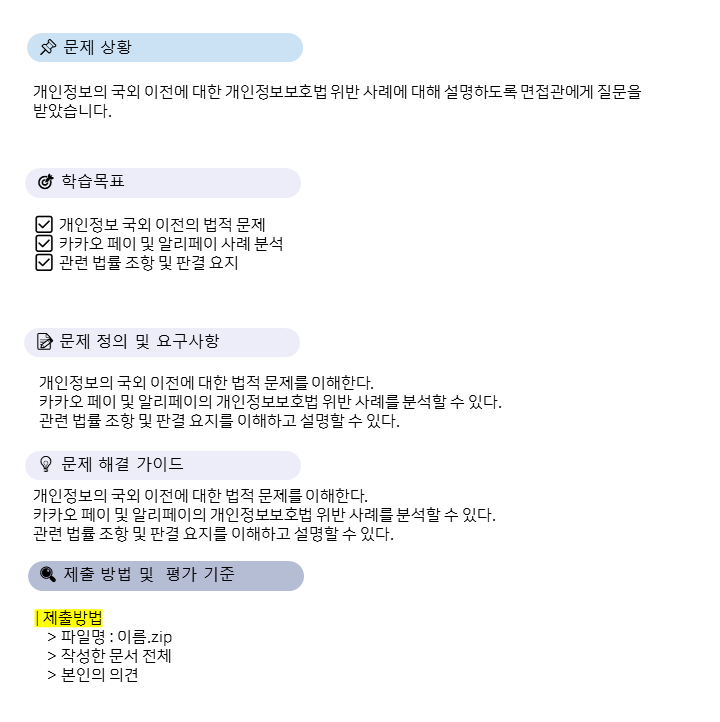 문제 상황
개인정보의 국외 이전에 대한 개인정보보호법 위반 사례에 대해 설명하도록 면접관에게 질문을
받았습니다.
학습목표
개인정보 국외 이전의 법적 문제
카카오 페이 및 알리페이 사례 분석
관련 법률 조항 및 판결 요지
문제 정의 및 요구사항
개인정보의 국외 이전에 대한 법적 문제를 이해한다.
카카오 페이 및 알리페이의 개인정보보호법 위반 사례를 분석할 수 있다.
관련 법률 조항 및 판결 요지를 이해하고 설명할 수 있다.
문제 해결 가이드
개인정보의 국외 이전에 대한 법적 문제를 이해한다.
카카오 페이 및 알리페이의 개인정보보호법 위반 사례를 분석할 수 있다.
관련 법률 조항 및 판결 요지를 이해하고 설명할 수 있다.
제출 방법 및 평가 기준
| 제출방법
> 파일명 : 이름.zip
> 작성한 문서 전체
> 본인의 의견